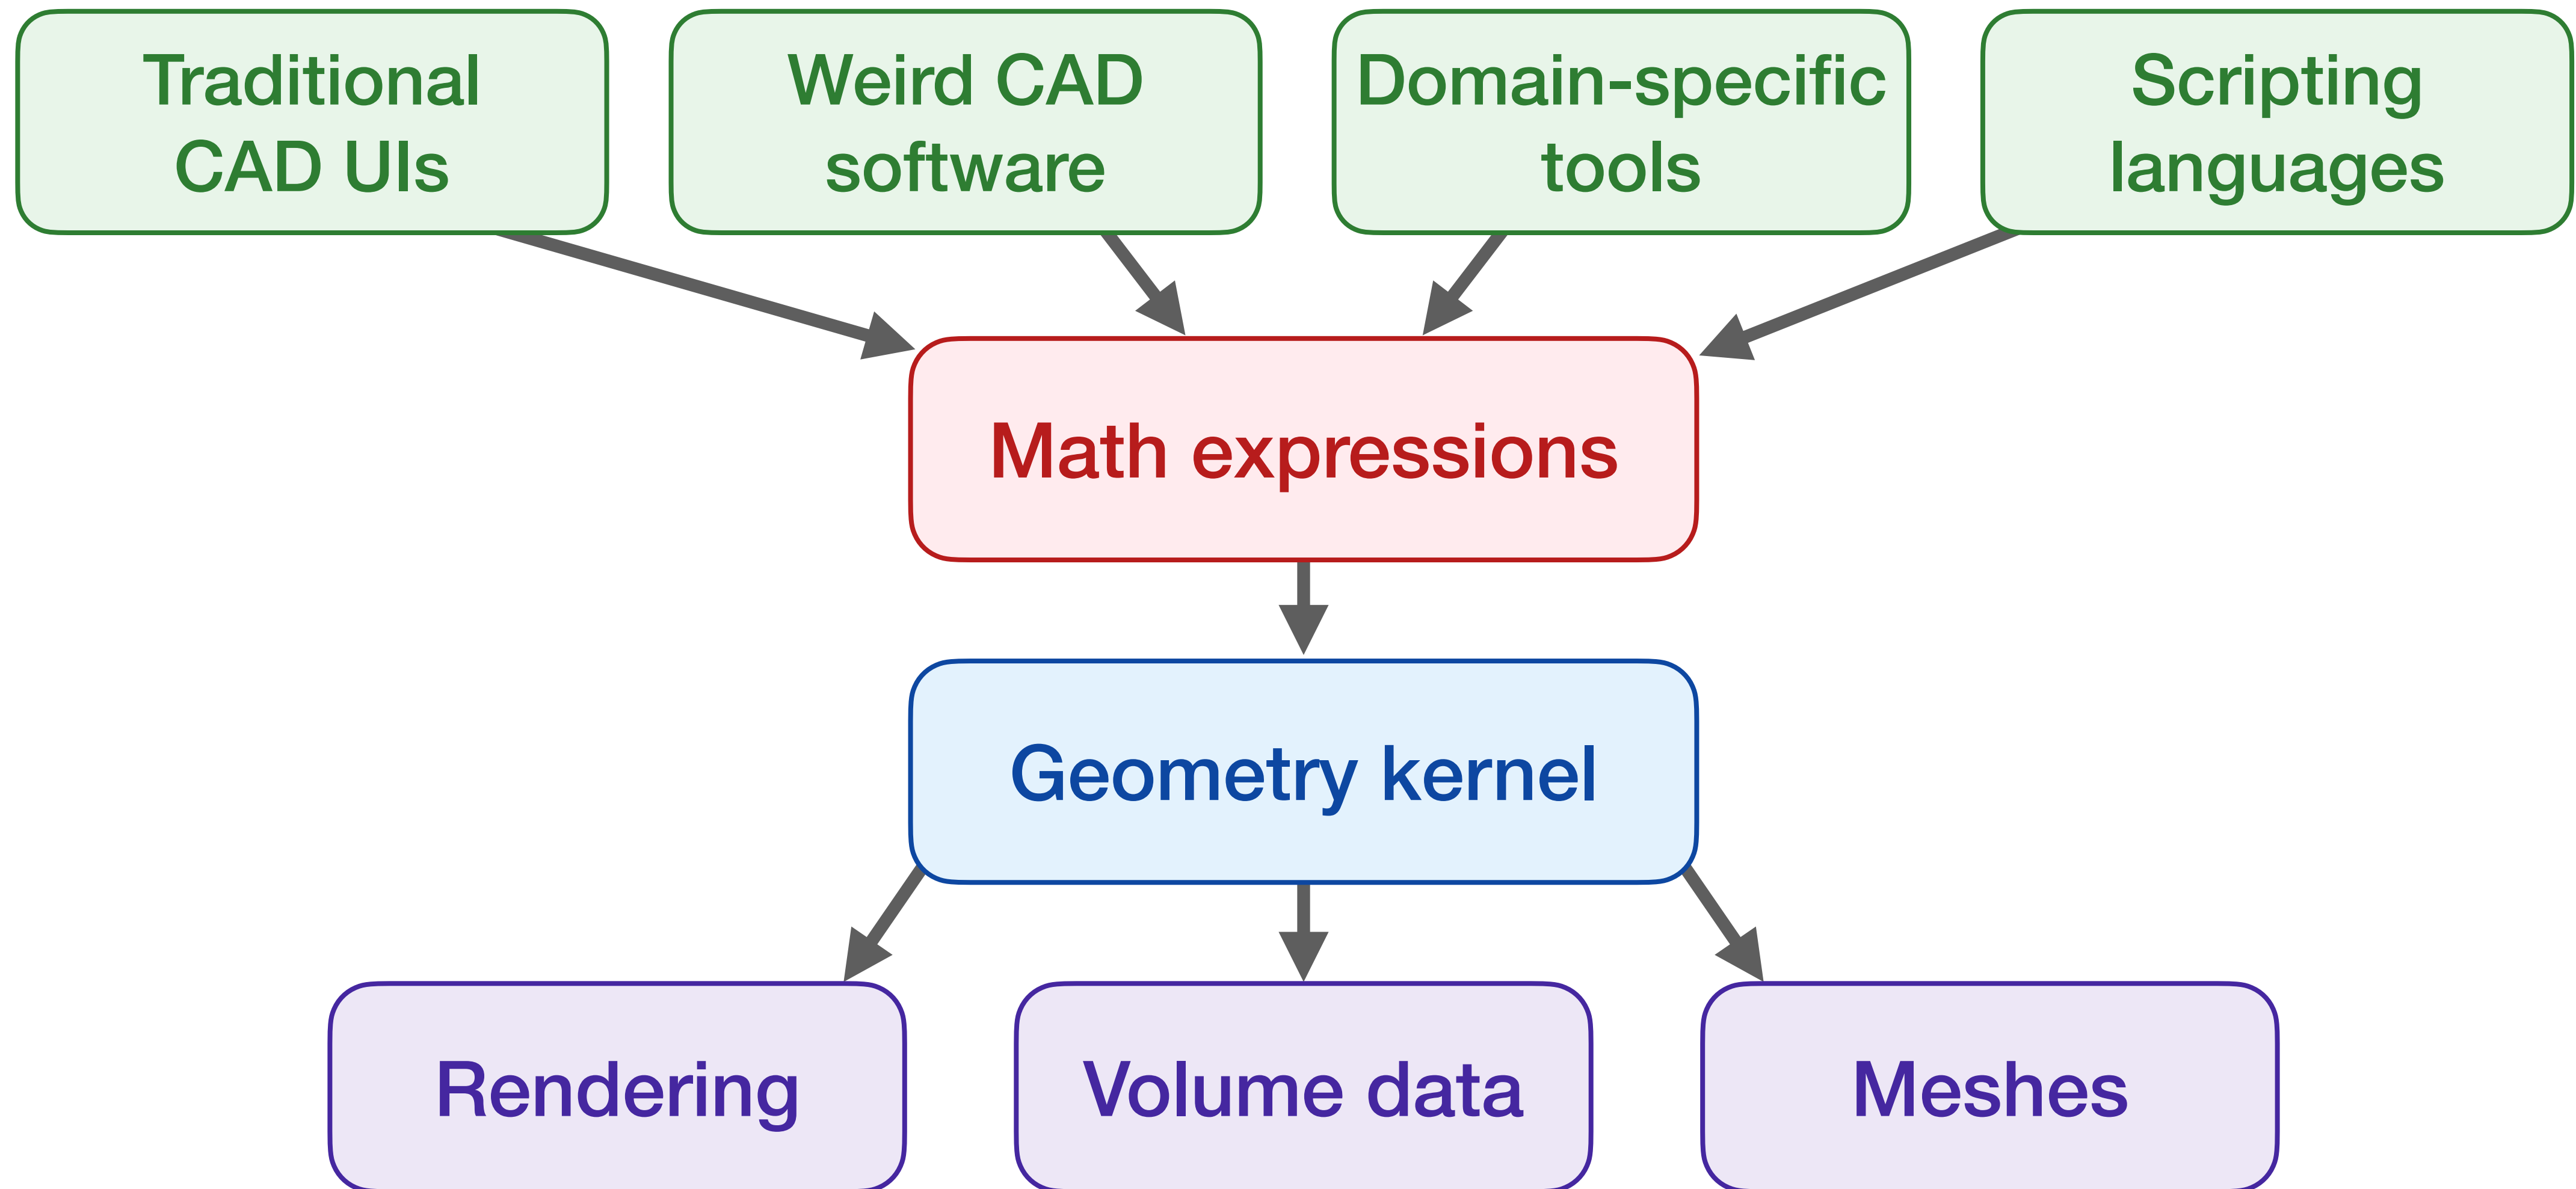 Traditional
CAD UIs
Weird CAD
software
Domain-specific
tools
Scripting
languages
Math expressions
Geometry kernel
Rendering
Volume data
Meshes